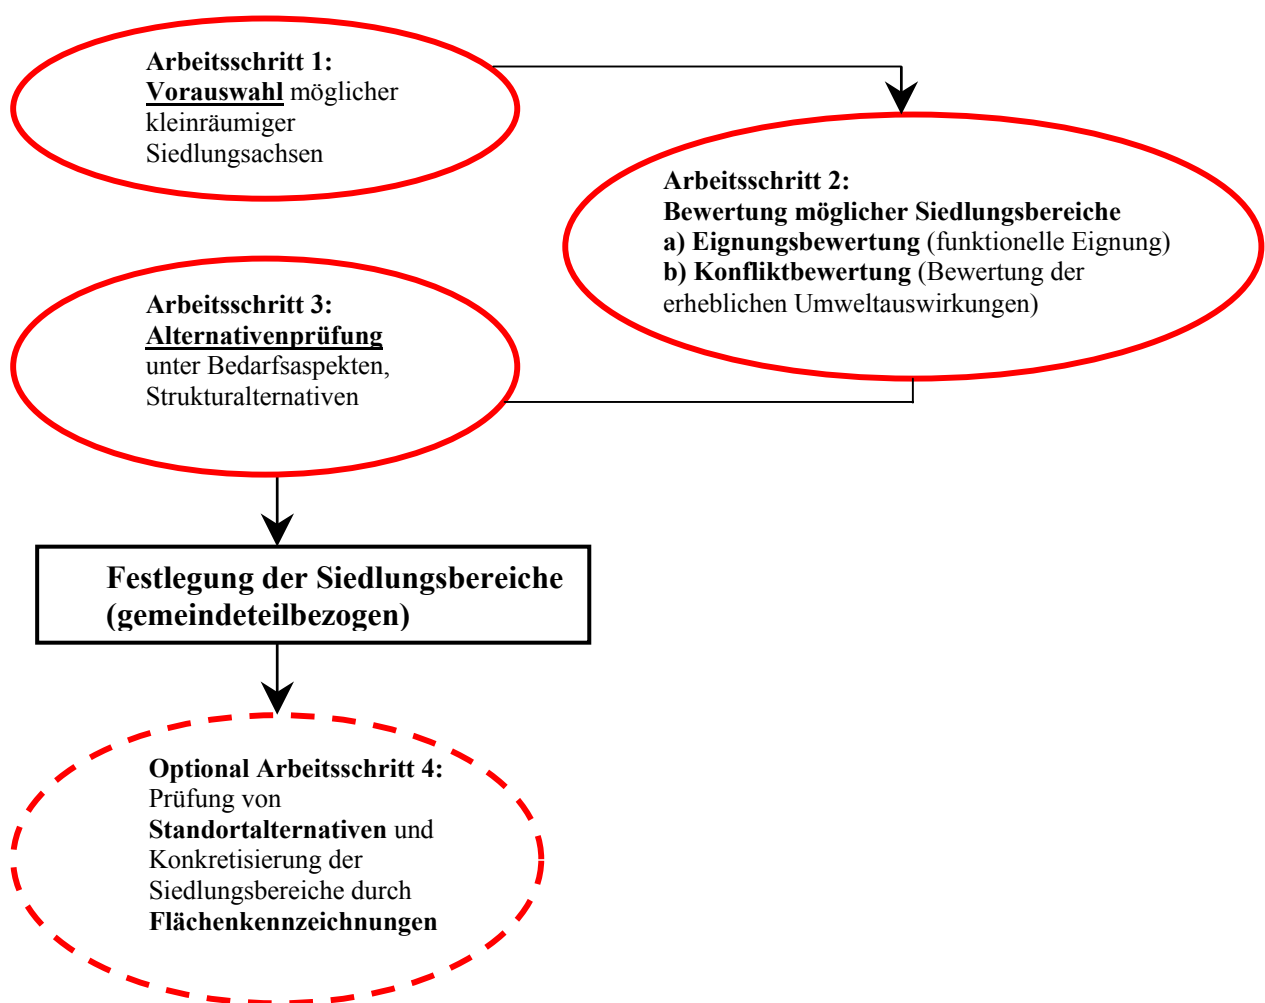 Arbeitsschritt 1:
Vorauswahl möglicher
kleinräumiger
Siedlungsachsen
Arbeitsschritt 2:
Bewertung möglicher Siedlungsbereiche
a) Eignungsbewertung (funktionelle Eignung)
b) Konfliktbewertung (Bewertung der
erheblichen Umweltauswirkungen)
Arbeitsschritt 3:
Alternativenprüfung
unter Bedarfsaspekten,
Strukturalternativen
Festlegung der Siedlungsbereiche
(gemeindeteilbezogen)
Optional Arbeitsschritt 4:
Prüfung von
Standortalternativen und
Konkretisierung der
Siedlungsbereiche durch
Flächenkennzeichnungen